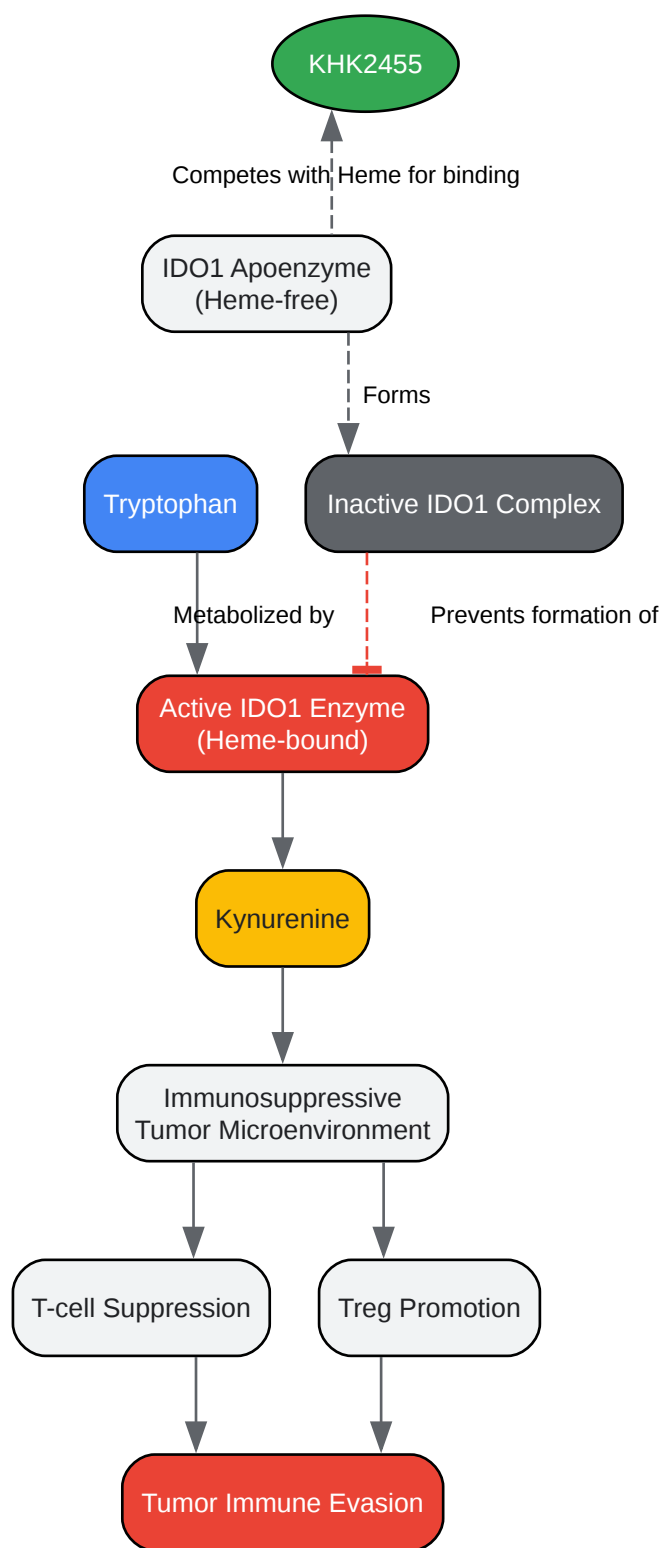 KHK2455
Competes with Heme for binding
IDO1 Apoenzyme
(Heme-free)
Forms
Tryptophan
Inactive IDO1 Complex
Metabolized by
Prevents formation of
Active IDO1 Enzyme
(Heme-bound)
Kynurenine
Immunosuppressive
Tumor Microenvironment
T-cell Suppression
Treg Promotion
Tumor Immune Evasion